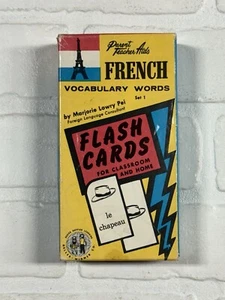 Parent
Teacher Aids
FRENCH
VOCABULARY WORDS
Set 1
by Marjorie Lowry Pei
Foreign Language Consultant
FLASH
CARDS
FOR CLASSROOM
AND HOME
le
chapeau